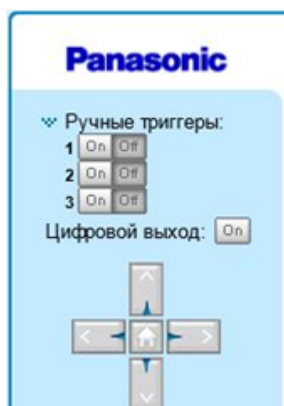 Panasonic
Ручные триггеры:
1 On Off
2 On Off
3 On Off
Цифровой выход: On